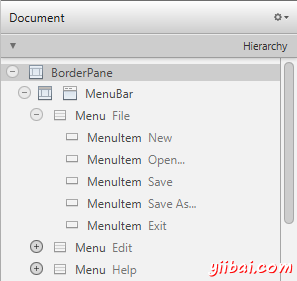 Document
Hierarchy
BorderPane
MenuBar
Menu File
MenuItem New
MenuItem Open...
MenuItem Save
MenuItem Save As...
MenuItem Exit
Menu Edit
Menu Help
yiibai.com